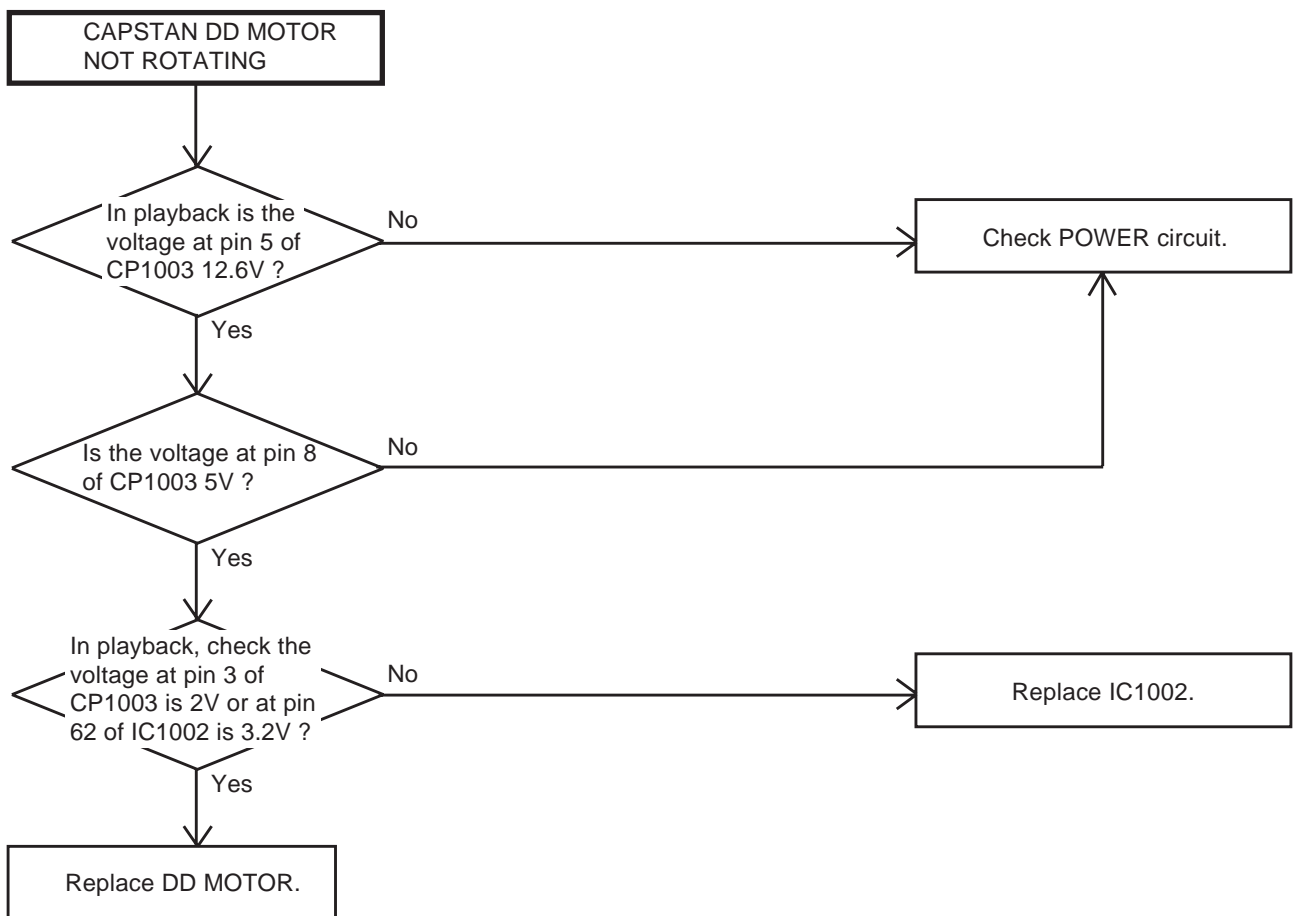 CAPSTAN DD MOTOR
NOT ROTATING
In playback is the
voltage at pin 5 of
CP1003 12.6V ?
No
Check POWER circuit.
Yes
Is the voltage at pin 8
of CP1003 5V ?
No
Yes
In playback, check the
voltage at pin 3 of
CP1003 is 2V or at pin
62 of IC1002 is 3.2V ?
No
Replace IC1002.
Yes
Replace DD MOTOR.